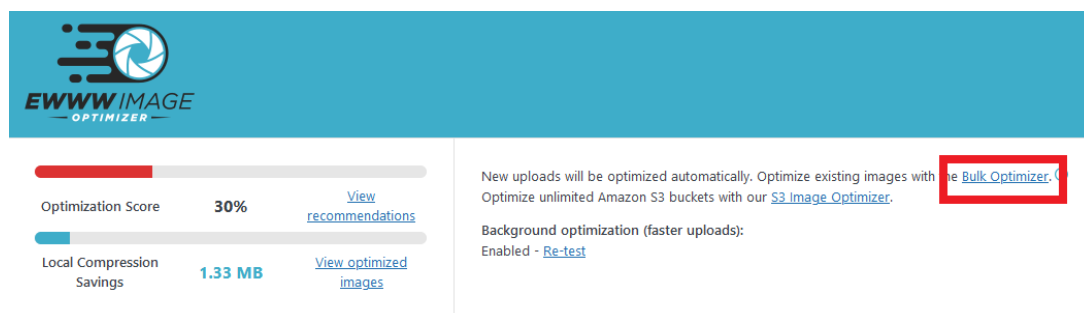 EWWW IMAGE
OPTIMIZER
New uploads will be optimized automatically. Optimize existing images with the Bulk Optimizer.
Optimize unlimited Amazon S3 buckets with our S3 Image Optimizer.
Background optimization (faster uploads):
Enabled - Re-test
Optimization Score
30%
View
recommendations
Local Compression
Savings
1.33 MB
View optimized
images